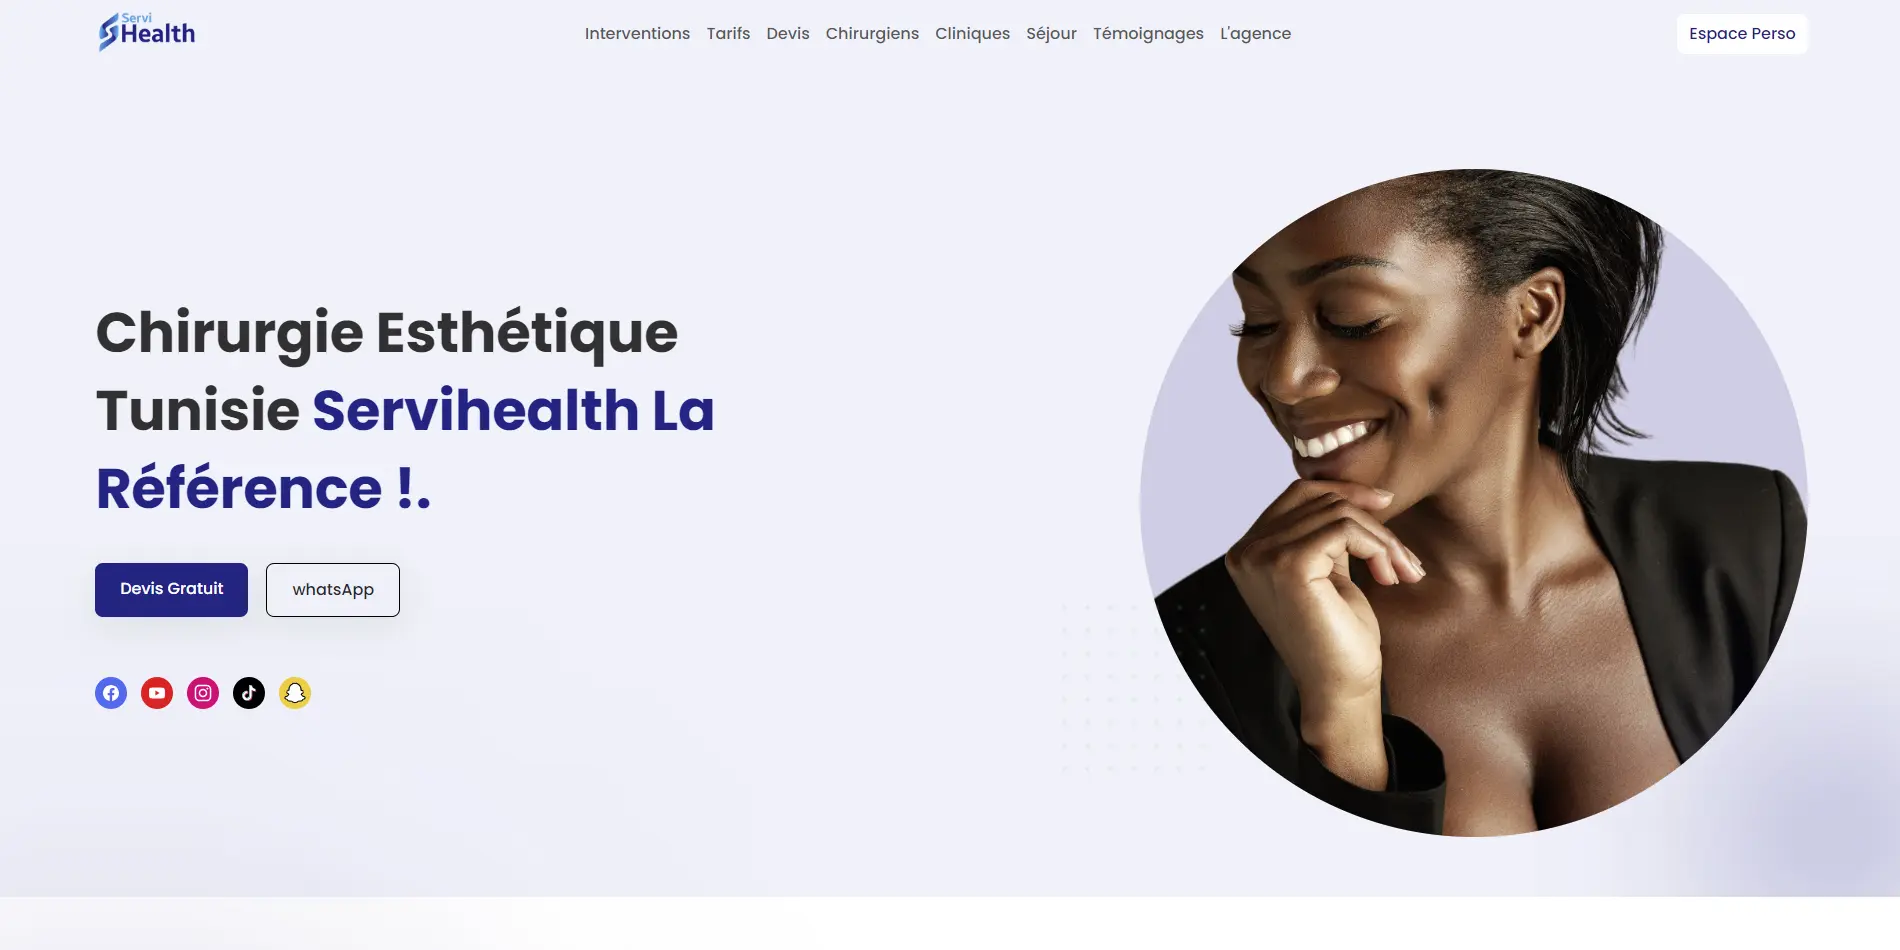 Servi
Health
Interventions Tarifs Devis Chirurgiens Cliniques Séjour Témoignages L'agence
Espace Perso
Chirurgie Esthétique
Tunisie Servihealth La
Référence !.
Devis Gratuit whatsApp